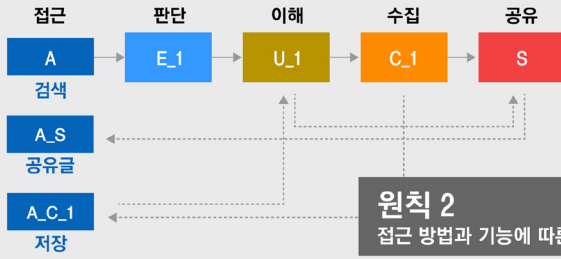 접근 판단 이해 수집 공유
A E_1 U_1 C_1 S
검색
A_S
공유글
A_C_1
저장
원칙 2
접근 방법과 기능에 따른